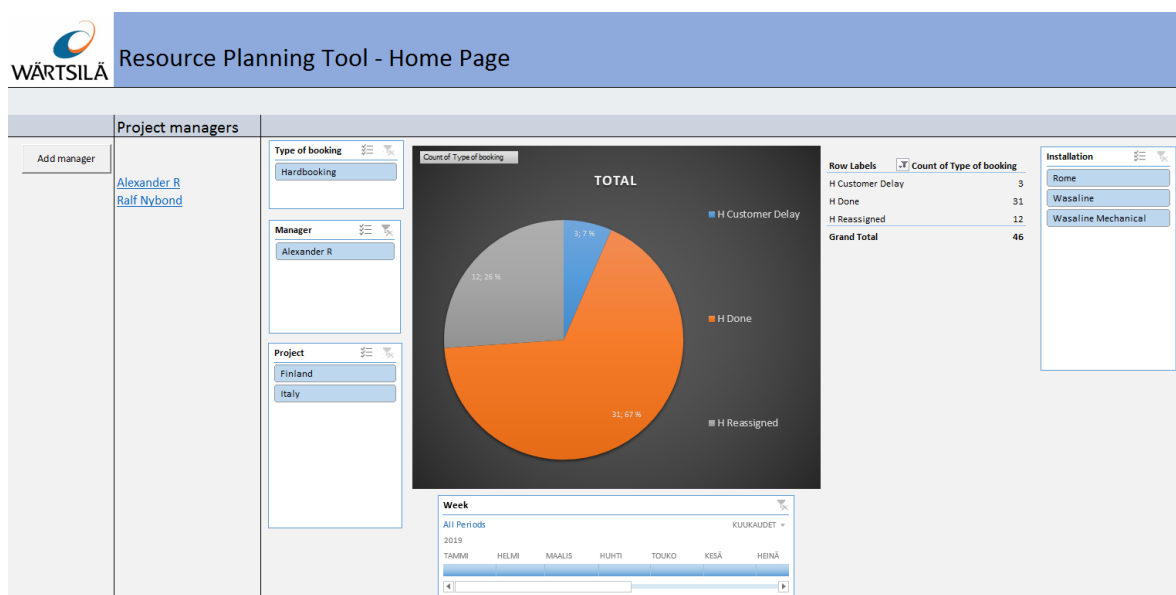 WÄRTSILÄ
Resource Planning Tool - Home Page
Project managers
Add manager
Alexander R
Ralf Nybond
Type of booking
Hardbooking
Manager
Alexander R
Project
Finland
Italy
Count of Type of booking
TOTAL
3; 7 %
12; 26 %
31; 67 %
H Customer Delay
H Done
H Reassigned
Row Labels Count of Type of booking
H Customer Delay 3
H Done 31
H Reassigned 12
Grand Total 46
Installation
Rome
Wasaline
Wasaline Mechanical
Week
All Periods KUUKAUDET
2019
TAMMI HELMI MAALIS HUHTI TOUKO KESÄ HEINÄ